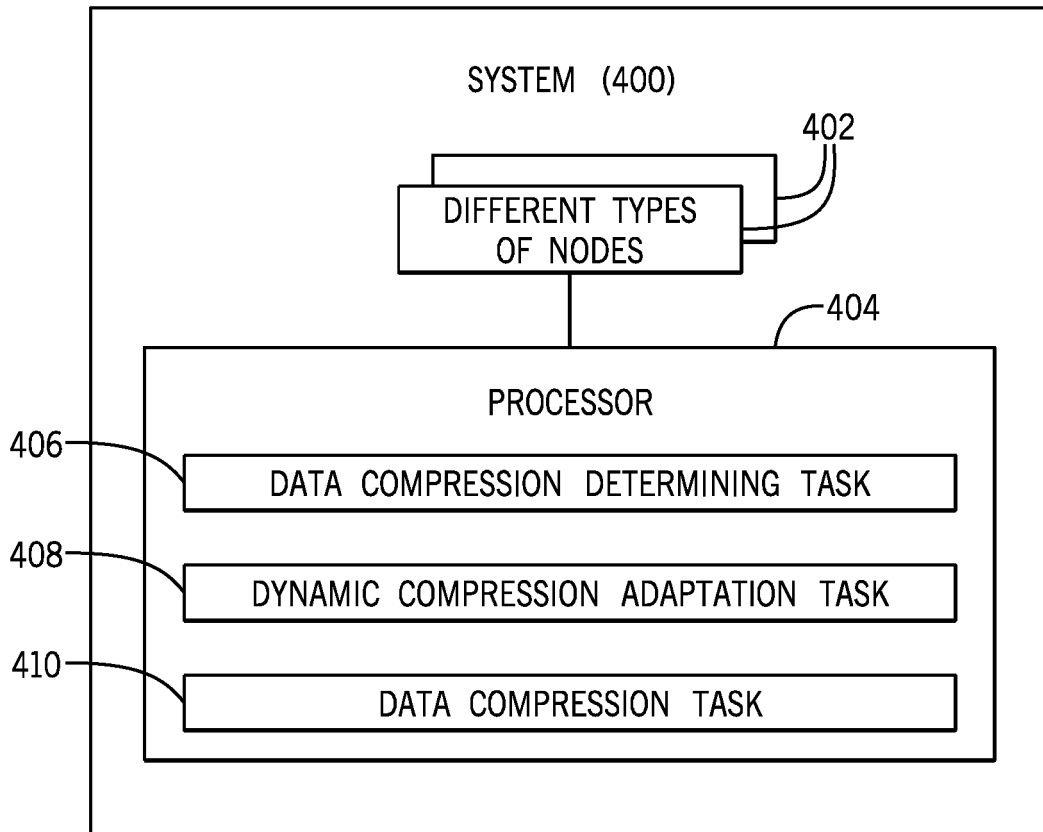 SYSTEM (400)
402
DIFFERENT TYPES
OF NODES
404
PROCESSOR
406
DATA COMPRESSION DETERMINING TASK
408
DYNAMIC COMPRESSION ADAPTATION TASK
410
DATA COMPRESSION TASK